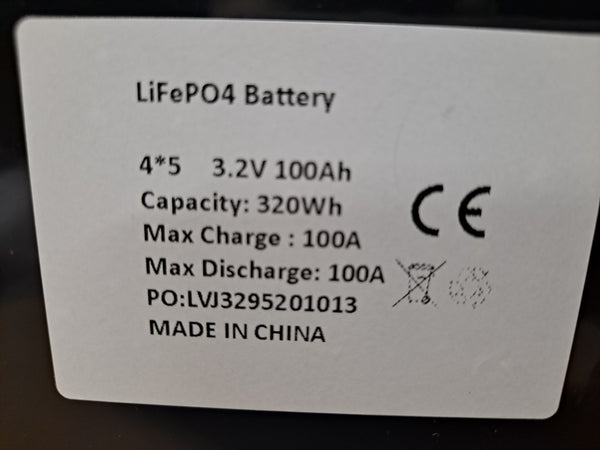 LiFePO4 Battery
4*5 3.2V 100Ah
Capacity: 320Wh
Max Charge : 100A
Max Discharge: 100A
PO:LVJ3295201013
MADE IN CHINA
CE